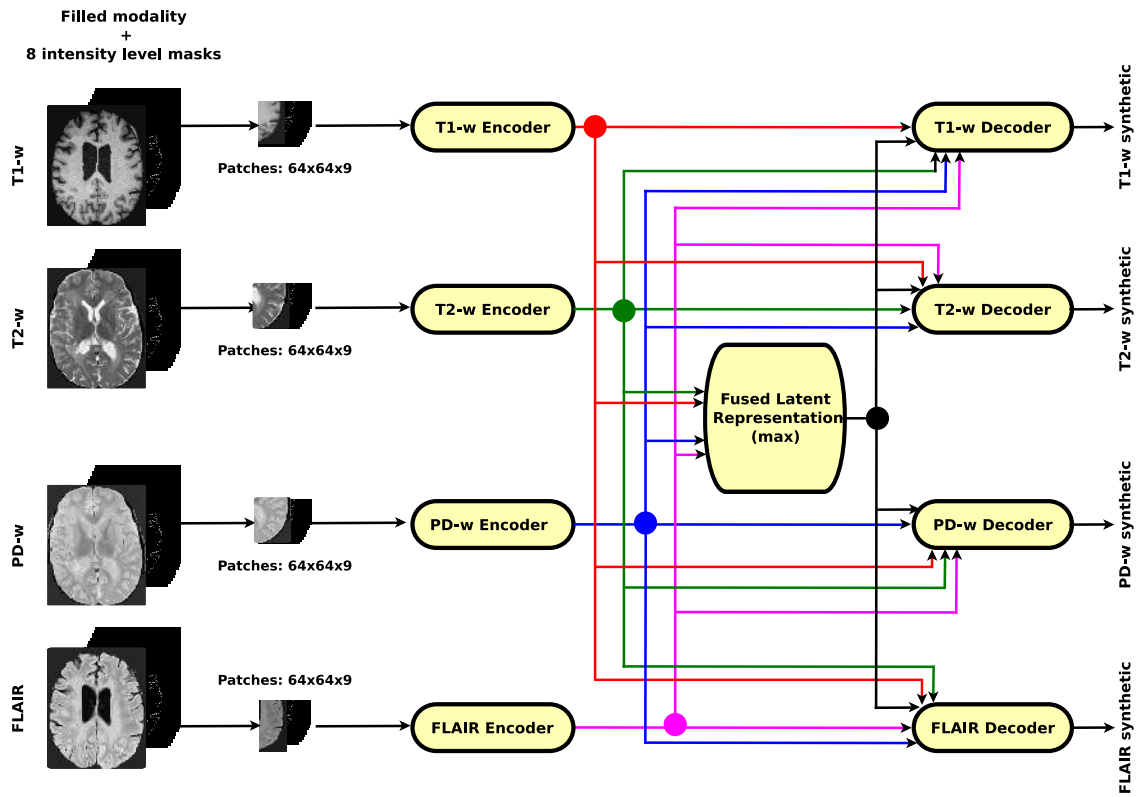 Filled modality
+
8 intensity level masks
T1-w
Patches: 64x64x9
T1-w Encoder
T1-w Decoder
T1-w synthetic
T2-w
Patches: 64x64x9
T2-w Encoder
T2-w Decoder
T2-w synthetic
Fused Latent
Representation
(max)
PD-w
Patches: 64x64x9
PD-w Encoder
PD-w Decoder
PD-w synthetic
FLAIR
Patches: 64x64x9
FLAIR Encoder
FLAIR Decoder
FLAIR synthetic